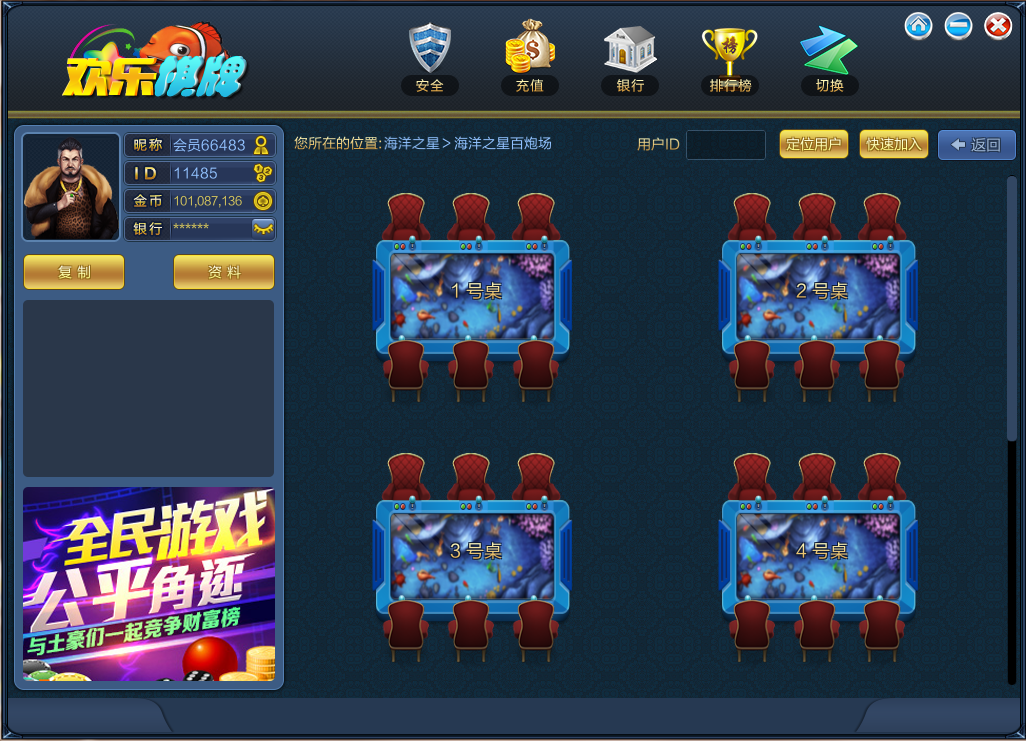 欢乐棋牌
安全
充值
银行
榜
排行榜
切换
昵称 会员66483
ID 11485
金币 101,087,136
银行 ******
复制
资料
您所在的位置:海洋之星>海洋之星百炮场
用户ID
定位用户
快速加入
返回
1号桌
2号桌
3号桌
4号桌
全民游戏
公平角逐
与土豪们一起竞争财富榜